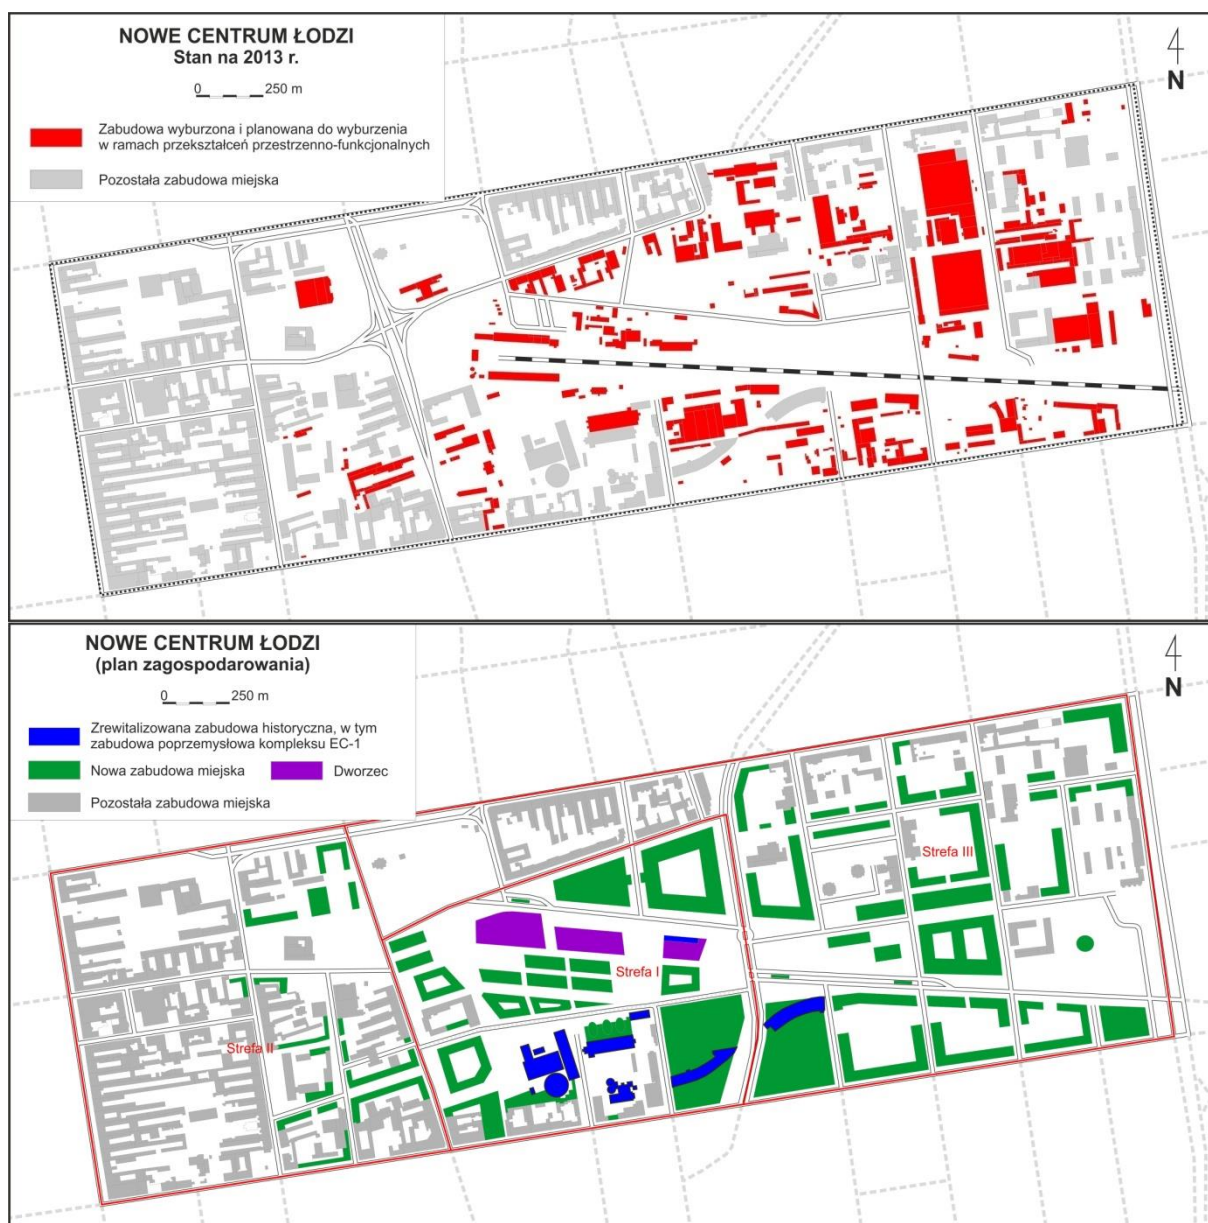 NOWE CENTRUM ŁODZI
Stan na 2013 r.
0 250 m
Zabudowa wyburzona i planowana do wyburzenia
w ramach przekształceń przestrzenno-funkcjonalnych
Pozostała zabudowa miejska
N
NOWE CENTRUM ŁODZI
(plan zagospodarowania)
0 250 m
Zrewitalizowana zabudowa historyczna, w tym
zabudowa poprzemysłowa kompleksu EC-1
Nowa zabudowa miejska Dworzec
Pozostała zabudowa miejska
N
Strefa III
Strefa I
Strefa II